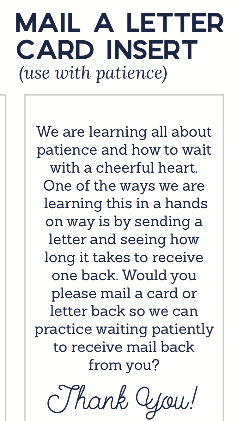 MAIL A LETTER
CARD INSERT
(use with patience)
We are learning all about
patience and how to wait
with a cheerful heart.
One of the ways we are
learning this in a hands
on way is by sending a
letter and seeing how
long it takes to receive
one back. Would you
please mail a card or
letter back so we can
practice waiting patiently
to receive mail back
from you?
Thank You!